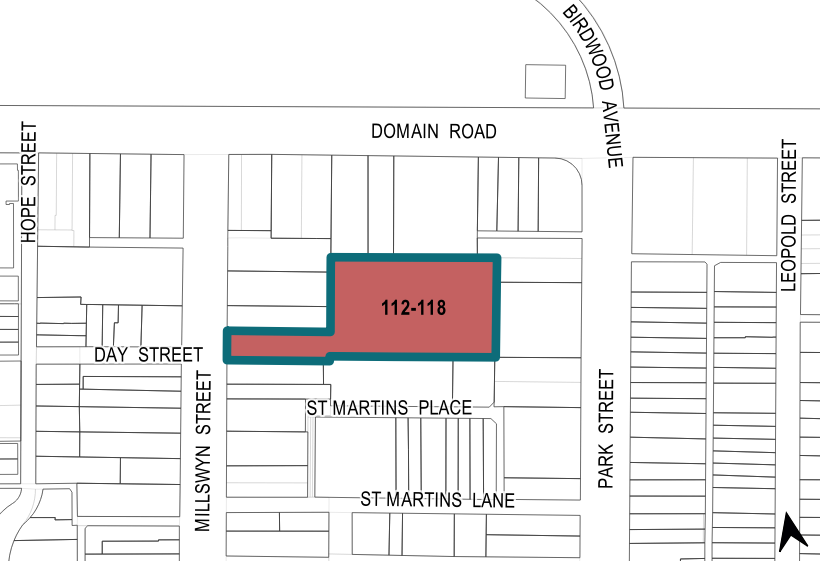 BIRDWOOD AVENUE
DOMAIN ROAD
HOPE STREET
LEOPOLD STREET
112-118
DAY STREET
MILLSWYN STREET
ST MARTINS PLACE
PARK STREET
ST MARTINS LANE